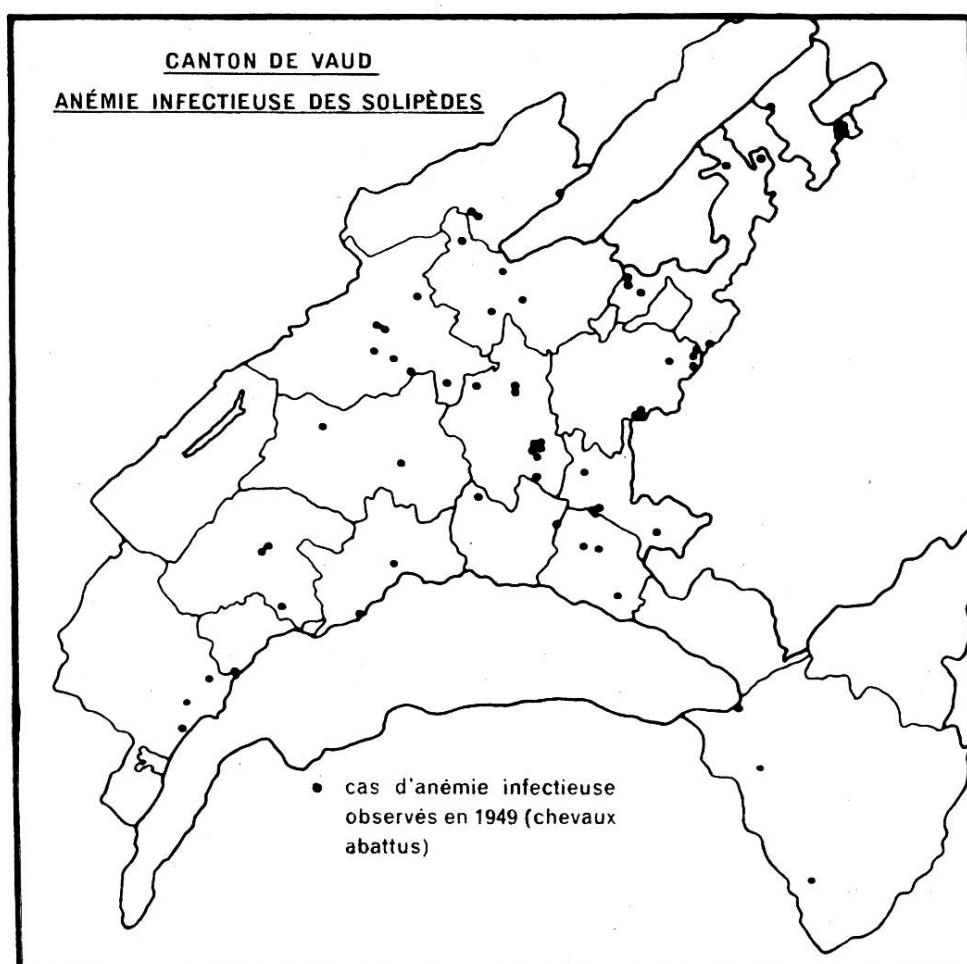 CANTON DE VAUD
ANÉMIE INFECTIEUSE DES SOLIPÈDES
cas d'anémie infectieuse
observés en 1949 (chevaux
abattus)